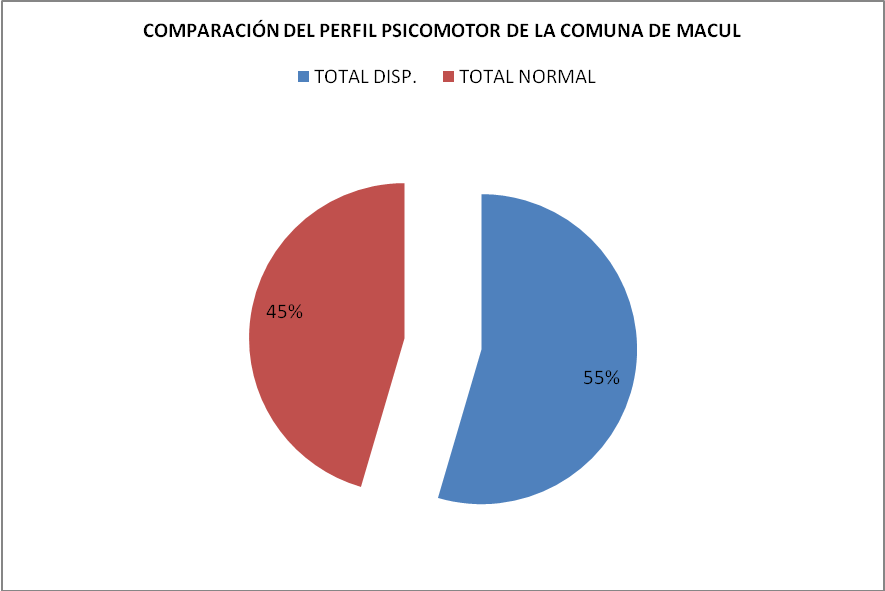 COMPARACIÓN DEL PERFIL PSICOMOTOR DE LA COMUNA DE MACUL
TOTAL DISP. TOTAL NORMAL
45%
55%